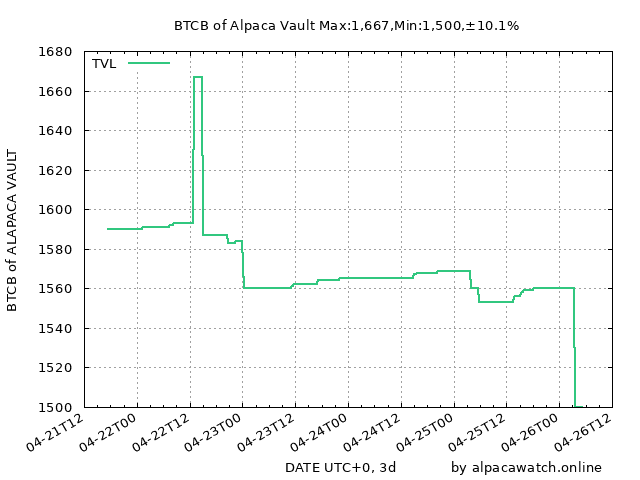 BTCB of Alpaca Vault Max:1,667,Min:1,500,±10.1%
TVL
BTCB of ALAPACA VAULT
1680
1660
1640
1620
1600
1580
1560
1540
1520
1500
04-21T12
04-22T00
04-22T12
04-23T00
04-23T12
04-24T00
04-24T12
04-25T00
04-25T12
04-26T00
04-26T12
DATE UTC+0, 3d
by alpacawatch.online